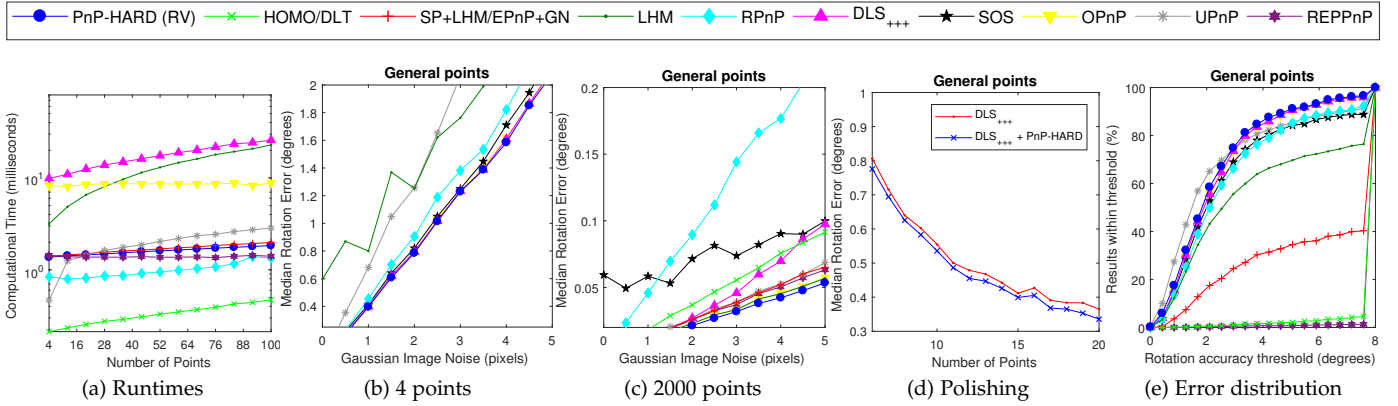 PnP-HARD (RV) HOMO/DLT SP+LHM/EPnP+GN LHM RPnP DLS+++ SOS OPnP UPnP REPPnP
Computational Time (milliseconds)
10^1
10^0
4 16 28 40 52 64 76 88 100
Number of Points
(a) Runtimes
General points
Median Rotation Error (degrees)
2
1.8
1.6
1.4
1.2
1
0.8
0.6
0.4
0 1 2 3 4 5
Gaussian Image Noise (pixels)
(b) 4 points
General points
Median Rotation Error (degrees)
0.2
0.15
0.1
0.05
0 1 2 3 4 5
Gaussian Image Noise (pixels)
(c) 2000 points
General points
DLS+++
DLS+++ + PnP-HARD
Median Rotation Error (degrees)
1
0.9
0.8
0.7
0.6
0.5
0.4
0.3
10 15 20
Number of Points
(d) Polishing
General points
Results within threshold (%)
100
80
60
40
20
0
0 2 4 6 8
Rotation accuracy threshold (degrees)
(e) Error distribution